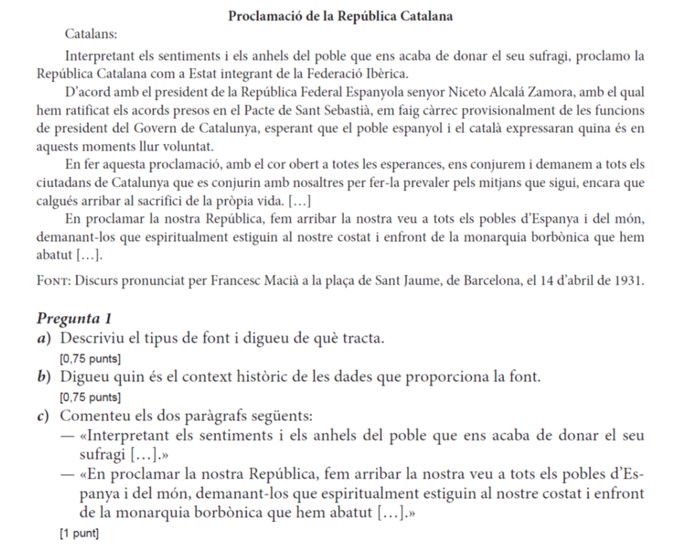 Proclamació de la República Catalana
Catalans:
Interpretant els sentiments i els anhels del poble que ens acaba de donar el seu sufragi, proclamo la
República Catalana com a Estat integrant de la Federació Ibèrica.
D’acord amb el president de la República Federal Espanyola senyor Niceto Alcalá Zamora, amb el qual
hem ratificat els acords presos en el Pacte de Sant Sebastià, em faig càrrec provisionalment de les funcions
de president del Govern de Catalunya, esperant que el poble espanyol i el català expressaran quina és en
aquests moments llur voluntat.
En fer aquesta proclamació, amb el cor obert a totes les esperances, ens conjurem i demanem a tots els
ciutadans de Catalunya que es conjurin amb nosaltres per fer-la prevaler pels mitjans que sigui, encara que
calgués arribar al sacrifici de la pròpia vida. […]
En proclamar la nostra República, fem arribar la nostra veu a tots els pobles d’Espanya i del món,
demanant-los que espiritualment estiguin al nostre costat i enfront de la monarquia borbònica que hem
abatut […].
FONT: Discurs pronunciat per Francesc Macià a la plaça de Sant Jaume, de Barcelona, el 14 d’abril de 1931.
Pregunta 1
a) Descriviu el tipus de font i digueu de què tracta.
[0,75 punts]
b) Digueu quin és el context històric de les dades que proporciona la font.
[0,75 punts]
c) Comenteu els dos paràgrafs següents:
— «Interpretant els sentiments i els anhels del poble que ens acaba de donar el seu
sufragi […].»
— «En proclamar la nostra República, fem arribar la nostra veu a tots els pobles d’Es-
panya i del món, demanant-los que espiritualment estiguin al nostre costat i enfront
de la monarquia borbònica que hem abatut […].»
[1 punt]